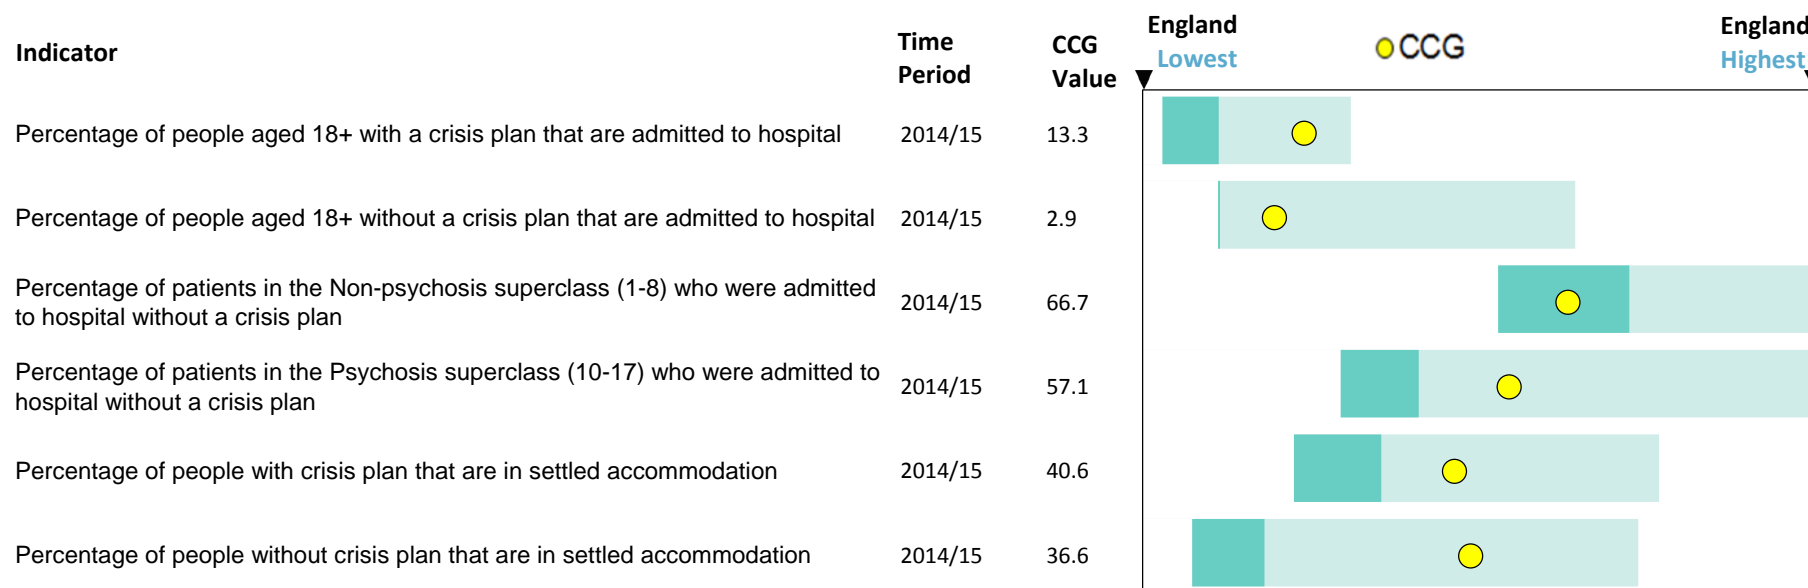 Indicator
Time Period
CCG Value
England Lowest
CCG
England Highest
Percentage of people aged 18+ with a crisis plan that are admitted to hospital 2014/15 13.3
Percentage of people aged 18+ without a crisis plan that are admitted to hospital 2014/15 2.9
Percentage of patients in the Non-psychosis superclass (1-8) who were admitted
to hospital without a crisis plan 2014/15 66.7
Percentage of patients in the Psychosis superclass (10-17) who were admitted to
hospital without a crisis plan 2014/15 57.1
Percentage of people with crisis plan that are in settled accommodation 2014/15 40.6
Percentage of people without crisis plan that are in settled accommodation 2014/15 36.6